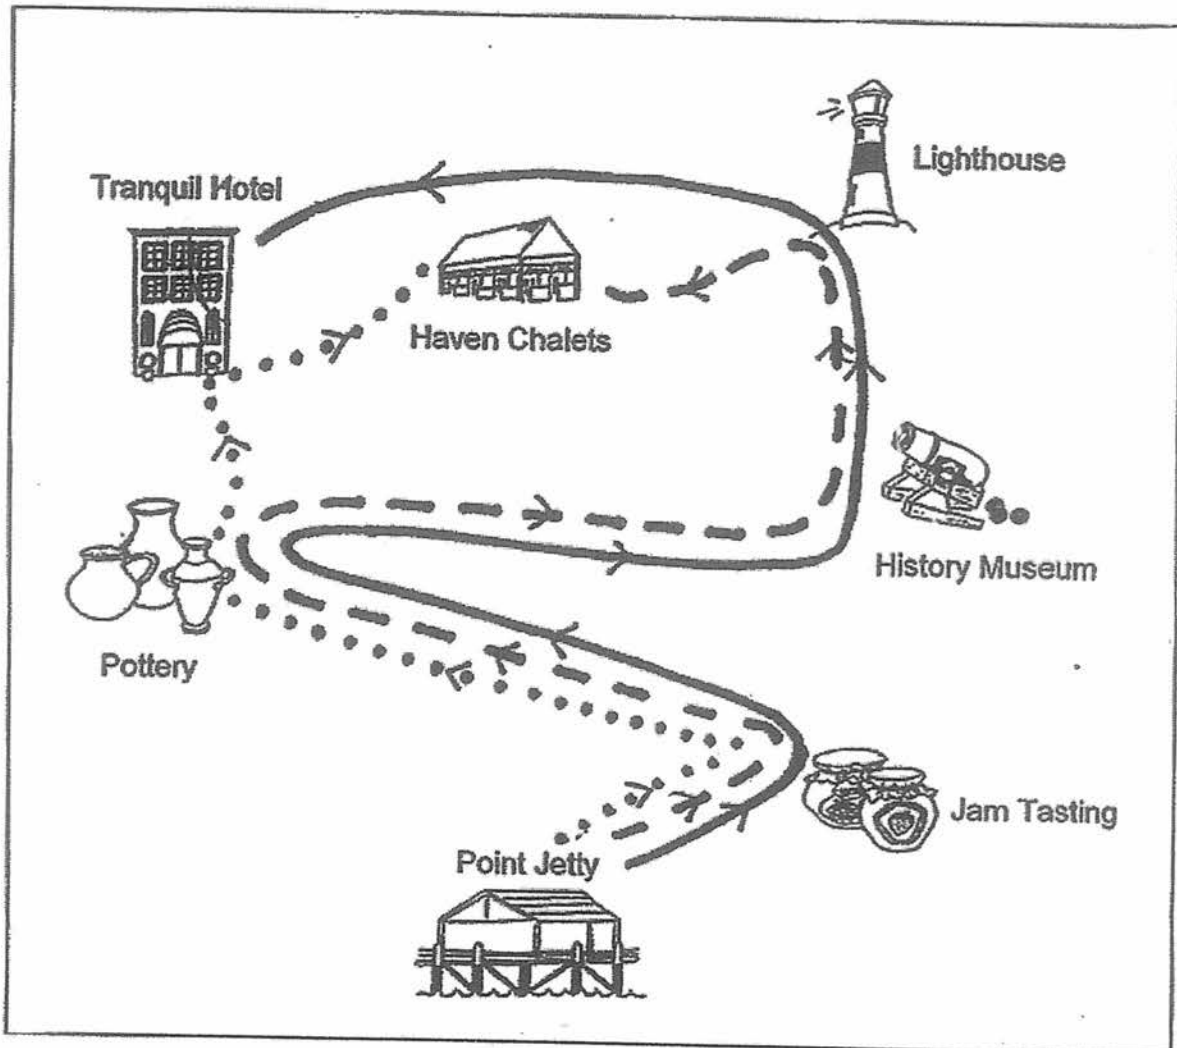 Lighthouse
Tranquil Hotel
Haven Chalets
History Museum
Pottery
Jam Tasting
Point Jetty